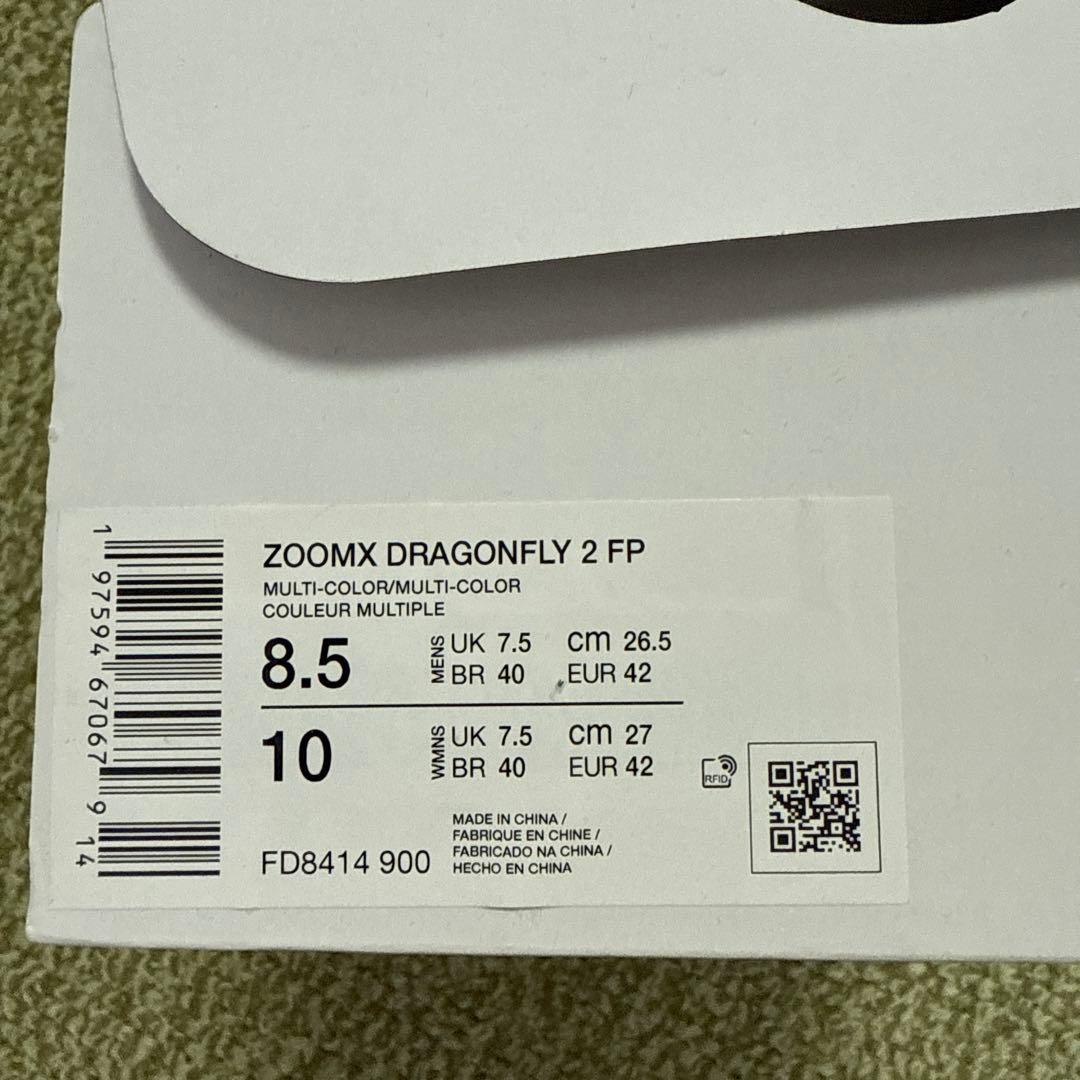 ZOOMX DRAGONFLY 2 FP
MULTI-COLOR/MULTI-COLOR
COULEUR MULTIPLE
8.5 MENS UK 7.5 cm 26.5
BR 40 EUR 42
10 WMNS UK 7.5 cm 27
BR 40 EUR 42
RFID
MADE IN CHINA /
FABRIQUE EN CHINE /
FABRICADO NA CHINA /
HECHO EN CHINA
FD8414 900
1 97594 67067 9 14